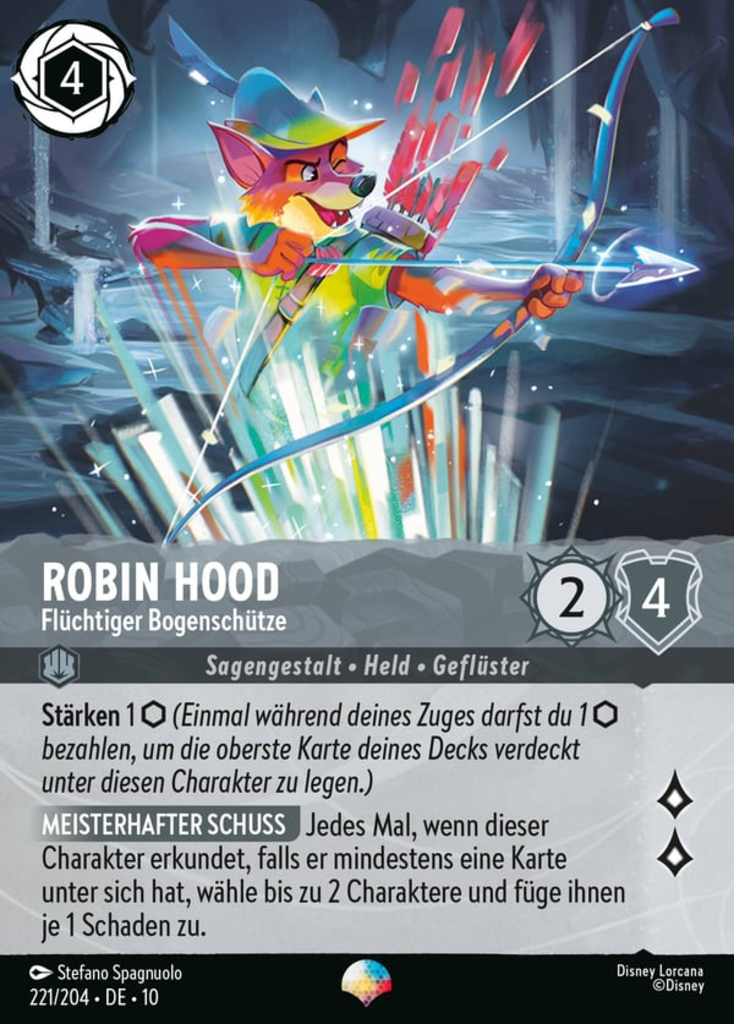 4
ROBIN HOOD
Flüchtiger Bogenschütze
2
4
Sagengestalt • Held • Geflüster
Stärken 1 (Einmal während deines Zuges darfst du 1
bezahlen, um die oberste Karte deines Decks verdeckt
unter diesen Charakter zu legen.)
MEISTERHAFTER SCHUSS Jedes Mal, wenn dieser
Charakter erkundet, falls er mindestens eine Karte
unter sich hat, wähle bis zu 2 Charaktere und füge ihnen
je 1 Schaden zu.
Stefano Spagnuolo
221/204 • DE • 10
Disney Lorcana
©Disney